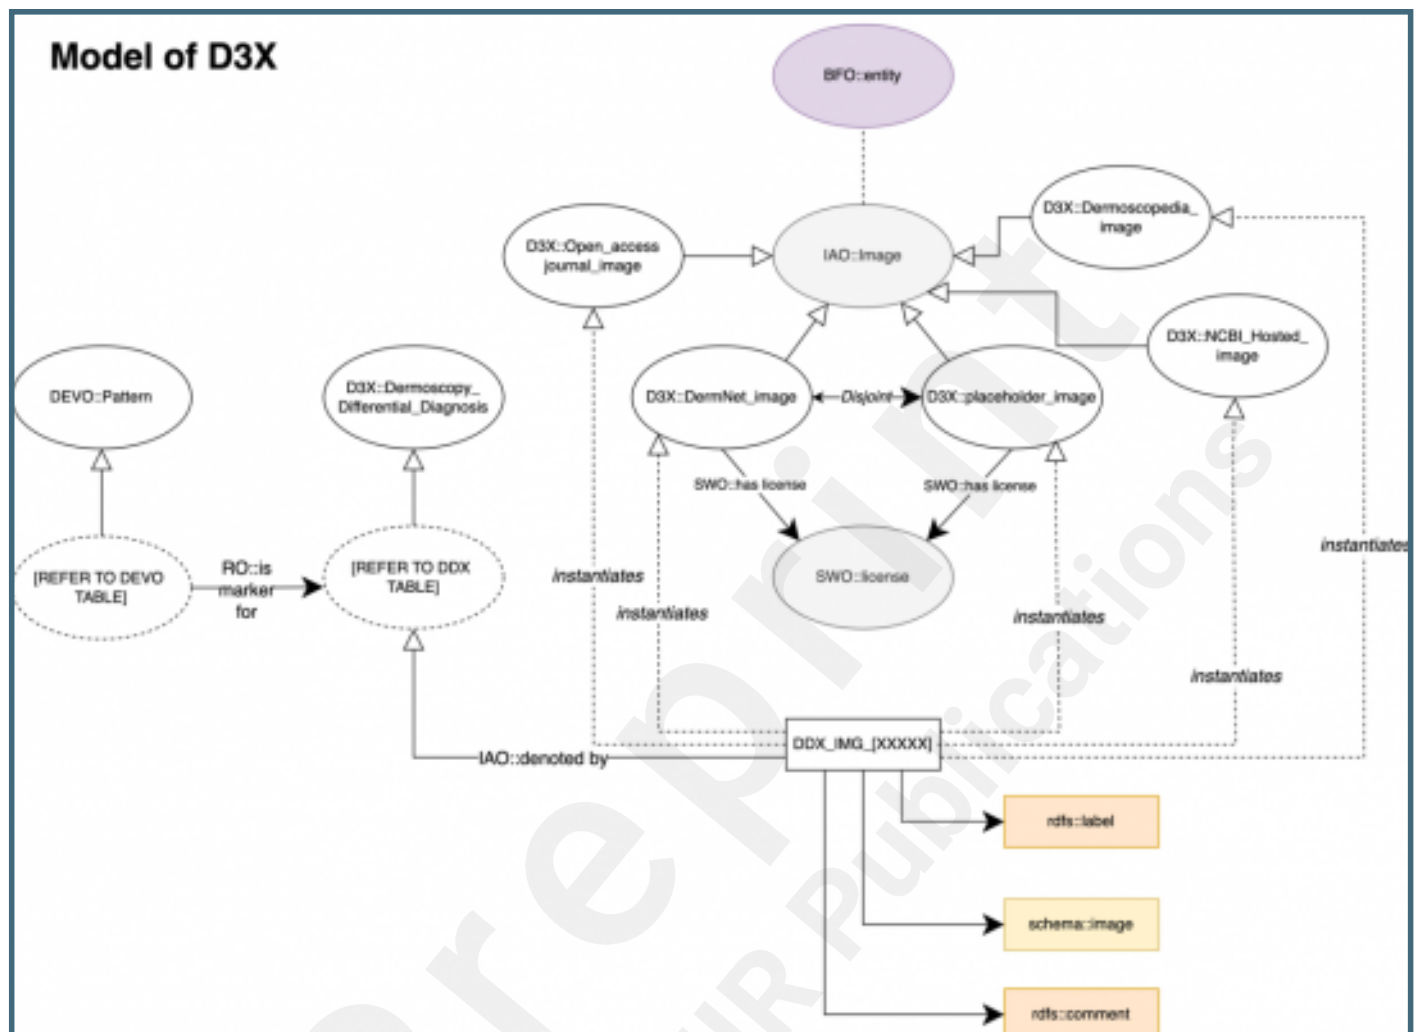 Model of D3X
BFO::entity
D3X::Dermoscopedia_
image
D3X::Open_access
journal_image
IAO::Image
D3X::NCBI_Hosted_
image
DEVO::Pattern
D3X::Dermoscopy_
Differential_Diagnosis
D3X::DermNet_image
Disjoint
D3X::placeholder_image
SWO::has license
SWO::has license
[REFER TO DEVO
TABLE]
RO::is
marker
for
[REFER TO DDX
TABLE]
SWO::license
instantiates
instantiates
instantiates
instantiates
instantiates
DDX_IMG_[XXXXX]
IAO::denoted by
rdfs::label
schema::image
rdfs::comment
Preprint
Publications